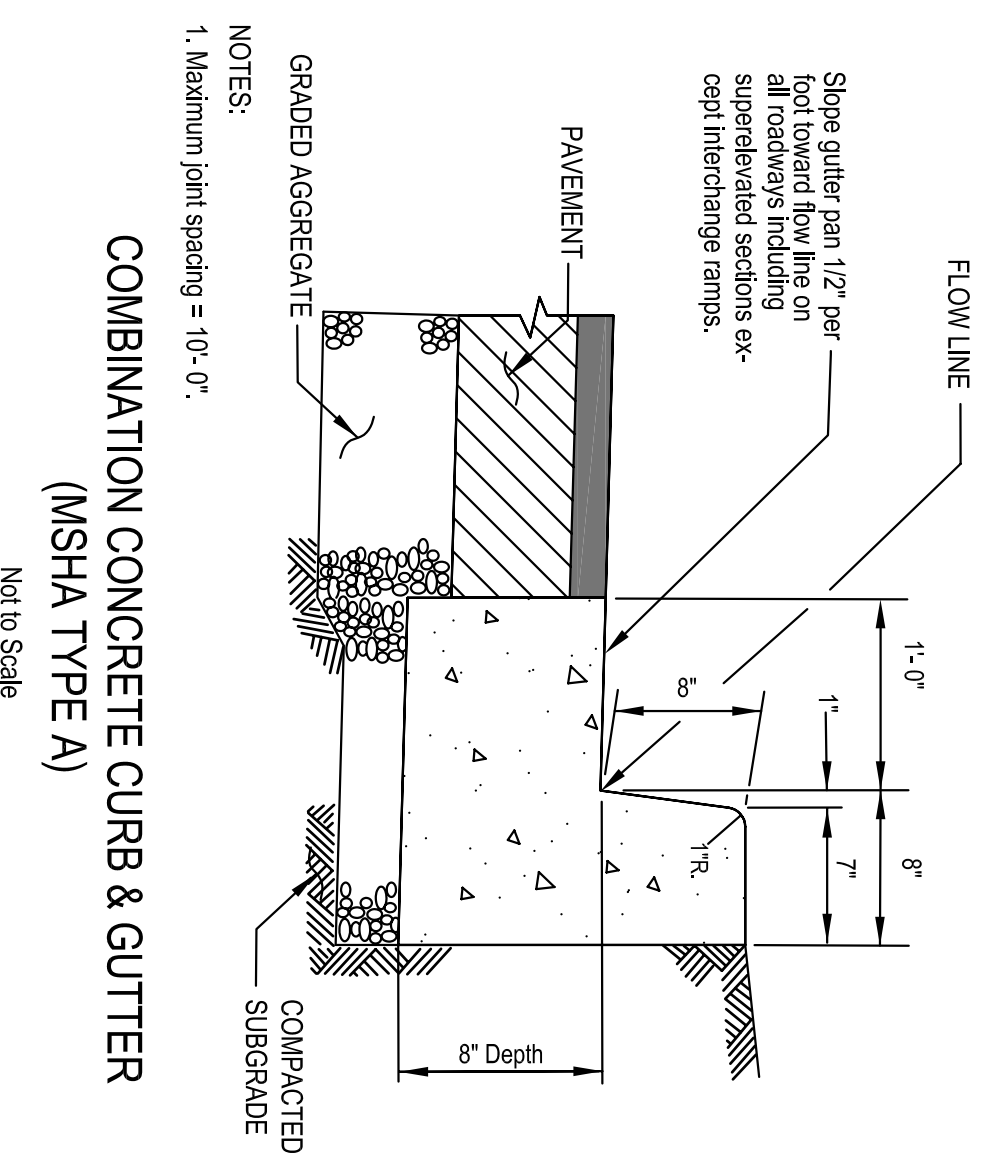 FLOW LINE
Slope gutter pan 1/2" per
foot toward flow line on
all roadways including
superelevated sections ex-
cept interchange ramps.
PAVEMENT
GRADED AGGREGATE
1'- 0"
8"
1"
7"
8"
1"R.
8" Depth
COMPACTED
SUBGRADE
NOTES:
1. Maximum joint spacing = 10'- 0".
COMBINATION CONCRETE CURB & GUTTER
(MSHA TYPE A)
Not to Scale